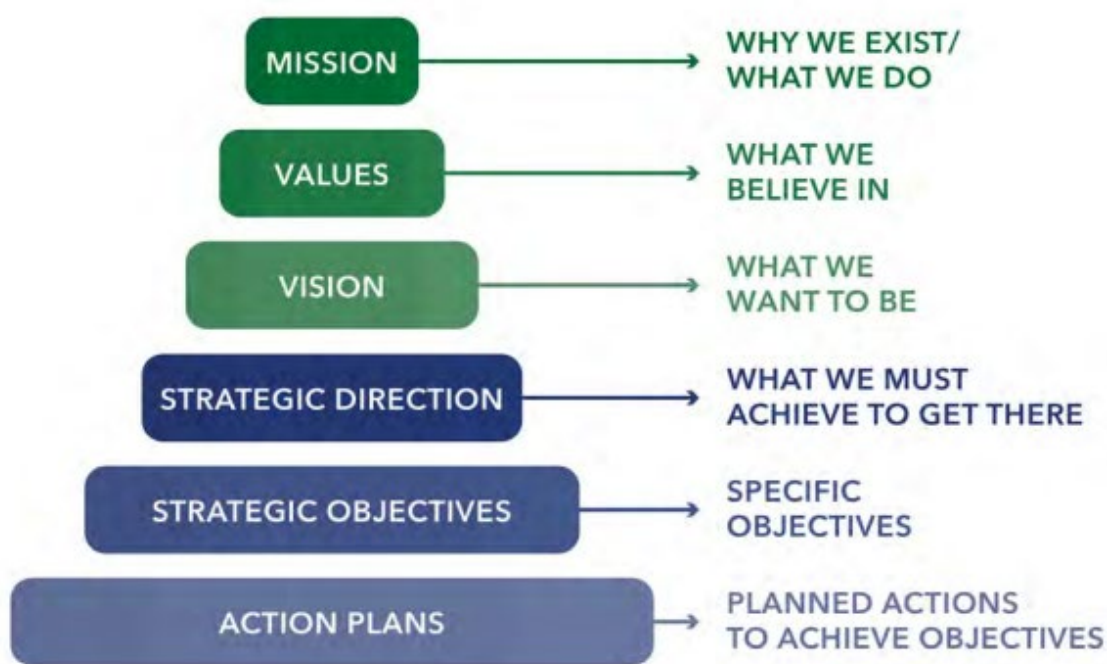 MISSION
WHY WE EXIST/
WHAT WE DO
VALUES
WHAT WE
BELIEVE IN
VISION
WHAT WE
WANT TO BE
STRATEGIC DIRECTION
WHAT WE MUST
ACHIEVE TO GET THERE
STRATEGIC OBJECTIVES
SPECIFIC
OBJECTIVES
ACTION PLANS
PLANNED ACTIONS
TO ACHIEVE OBJECTIVES